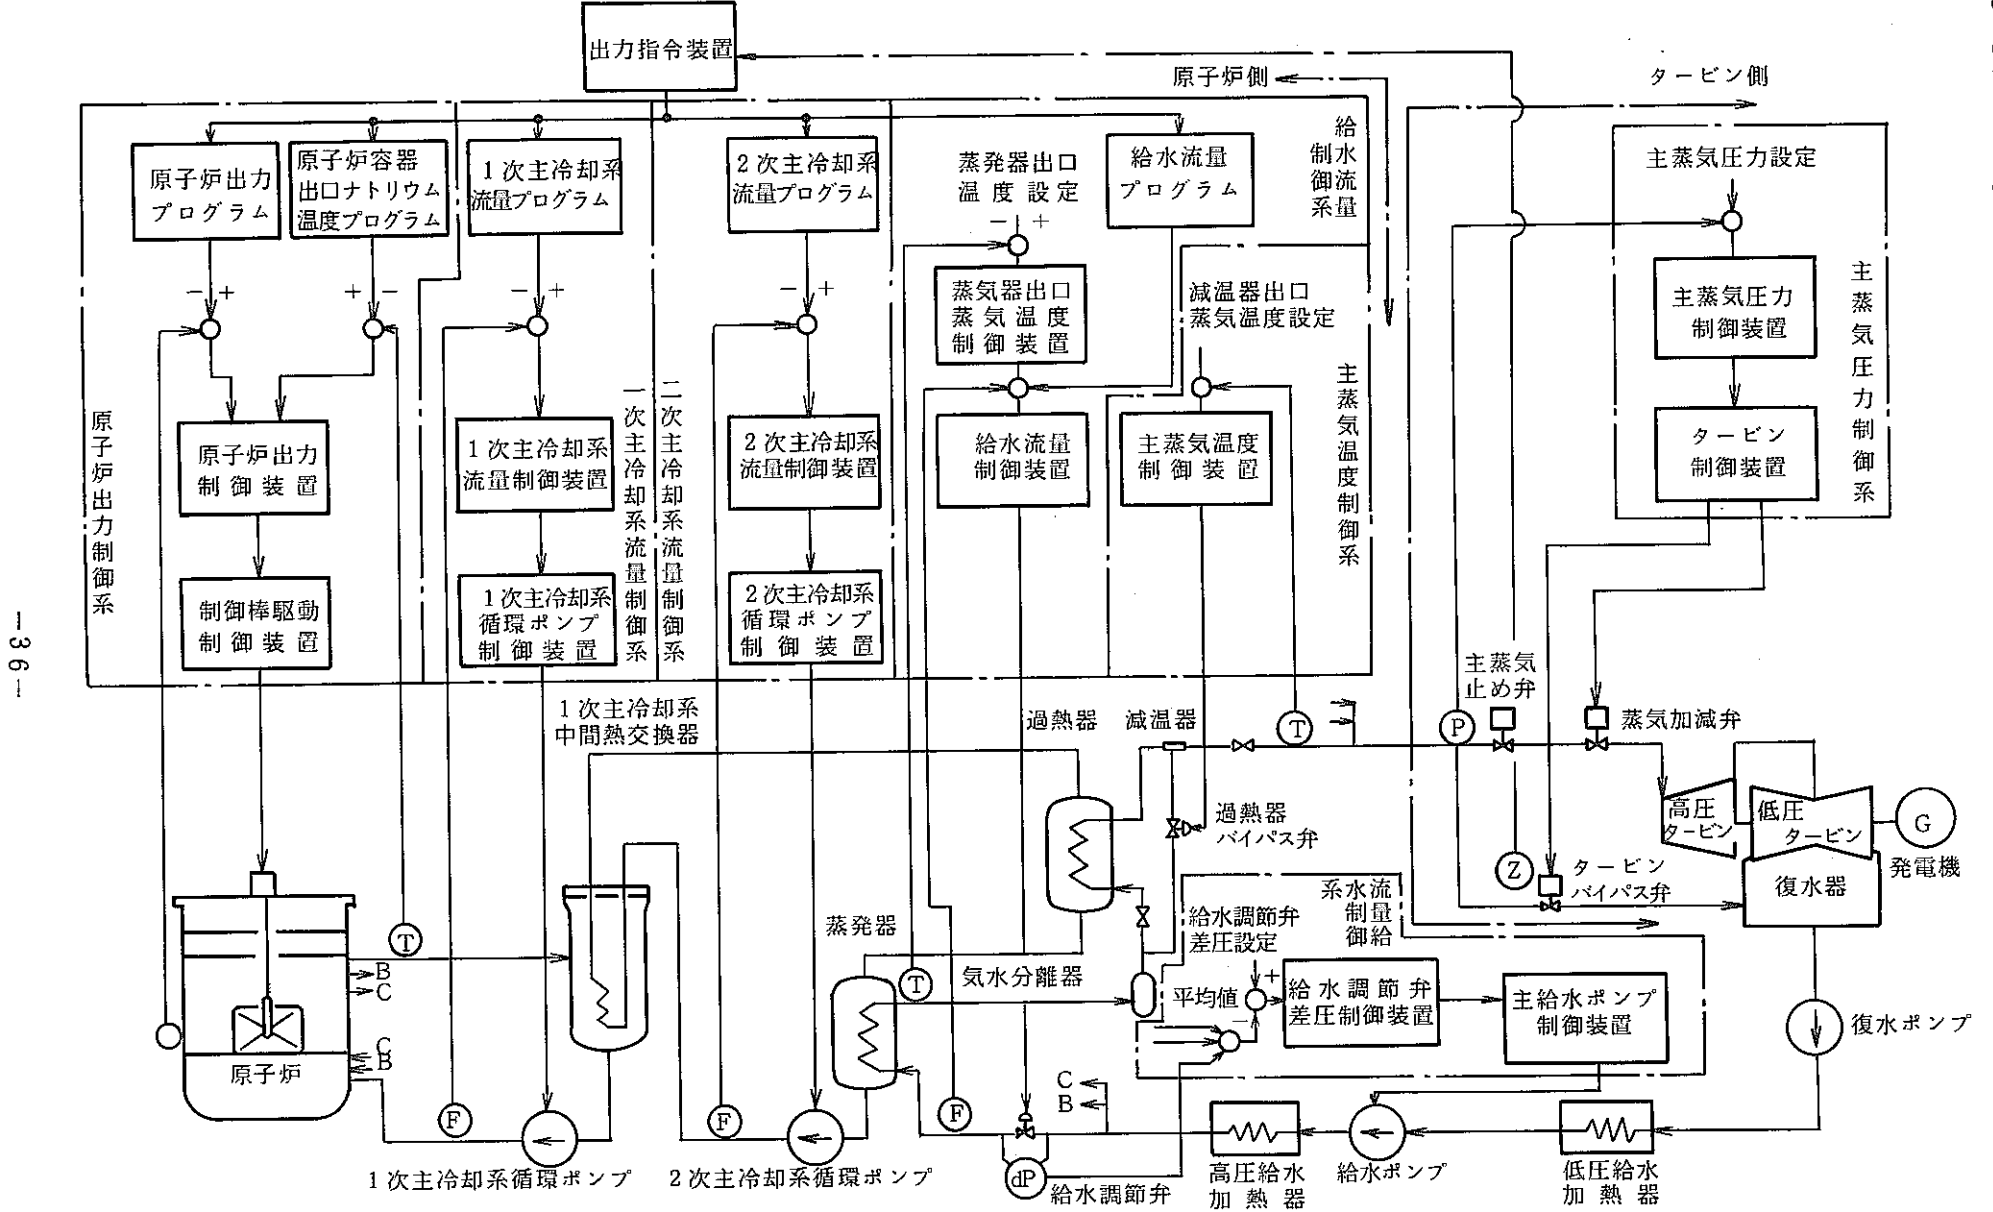 出力指令装置
原子炉側
タービン側
原子炉出力
プログラム
原子炉容器
出口ナトリウム
温度プログラム
1次主冷却系
流量プログラム
2次主冷却系
流量プログラム
蒸発器出口
温度設定
給水流量
プログラム
給水流量
制御系
主蒸気圧力設定
− +
+ −
− +
− +
− +
蒸気器出口
蒸気温度
制御装置
減温器出口
蒸気温度設定
主蒸気圧力
制御装置
主蒸気圧力制御系
原子炉出力制御系
原子炉出力
制御装置
1次主冷却系
流量制御装置
一次主冷却系流量制御系
二次主冷却系流量制御系
2次主冷却系
流量制御装置
給水流量
制御装置
主蒸気温度
制御装置
主蒸気温度制御系
タービン
制御装置
制御棒駆動
制御装置
1次主冷却系
循環ポンプ
制御装置
2次主冷却系
循環ポンプ
制御装置
−36−
1次主冷却系
中間熱交換器
過熱器
減温器
T
P
主蒸気
止め弁
蒸気加減弁
過熱器
バイパス弁
高圧
タービン
低圧
タービン
G
発電機
Z
タービン
バイパス弁
復水器
T
B
C
C
B
原子炉
蒸発器
T
気水分離器
系水流
制量
御給
給水調節弁
差圧設定
平均値
+
−
給水調節弁
差圧制御装置
主給水ポンプ
制御装置
復水ポンプ
F
F
F
C
B
dP
1次主冷却系循環ポンプ
2次主冷却系循環ポンプ
給水調節弁
高圧給水
加熱器
給水ポンプ
低圧給水
加熱器